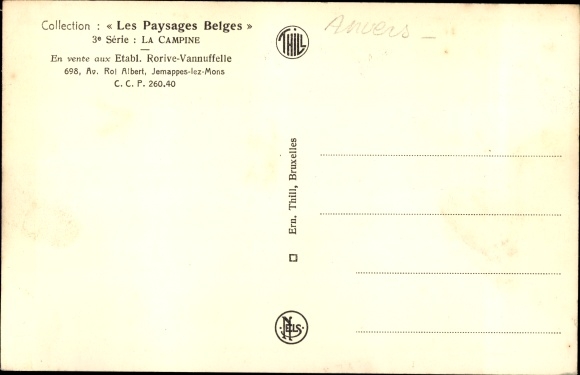 Collection : « Les Paysages Belges »
3e Série : LA CAMPINE
En vente aux Etabl. Rorive-Vannuffelle
698, Av. Roi Albert, Jemappes-lez-Mons
C. C. P. 260.40
THILL
Anvers
Ern. Thill, Bruxelles
NELS